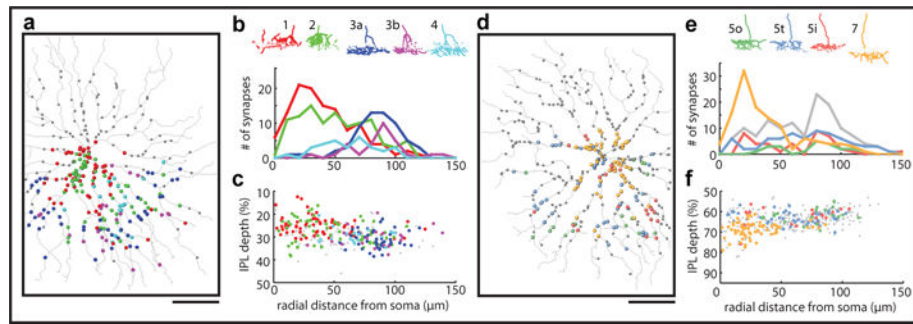 a
b
1 2 3a 3b 4
# of synapses
20
10
0
0 50 100 150
c
IPL depth (%)
10
20
30
40
50
0 50 100 150
radial distance from soma (µm)
d
e
5o 5t 5i 7
# of synapses
30
20
10
0
0 50 100 150
f
IPL depth (%)
50
60
70
80
90
0 50 100 150
radial distance from soma (µm)